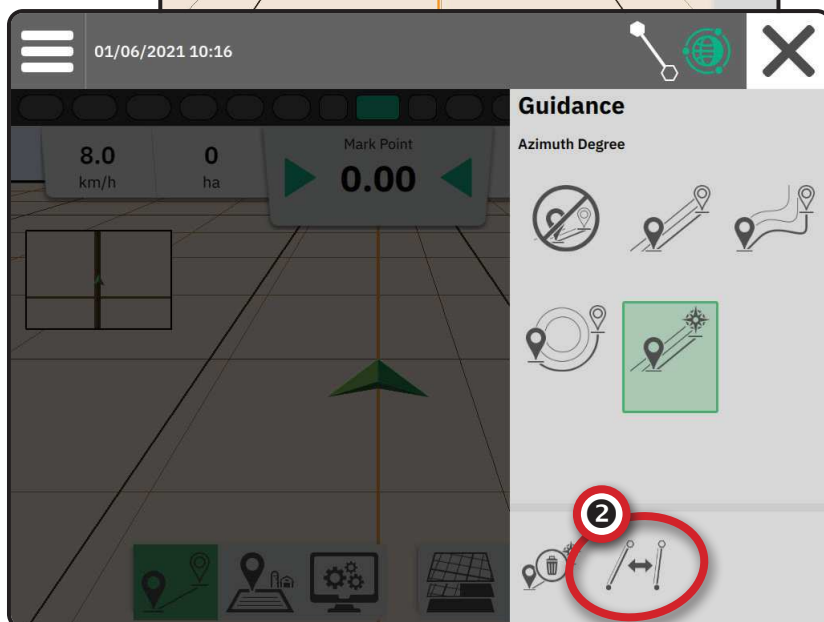 01/06/2021 10:16
Guidance
Azimuth Degree
8.0
km/h
0
ha
Mark Point
0.00
2